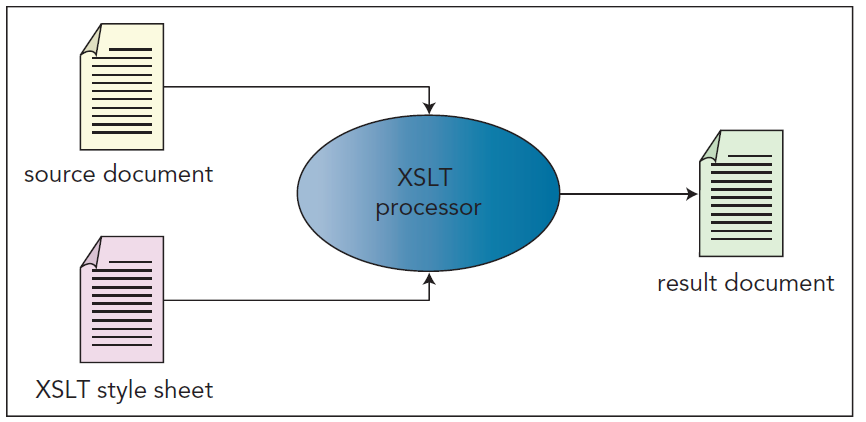 source document
XSLT
processor
result document
XSLT style sheet